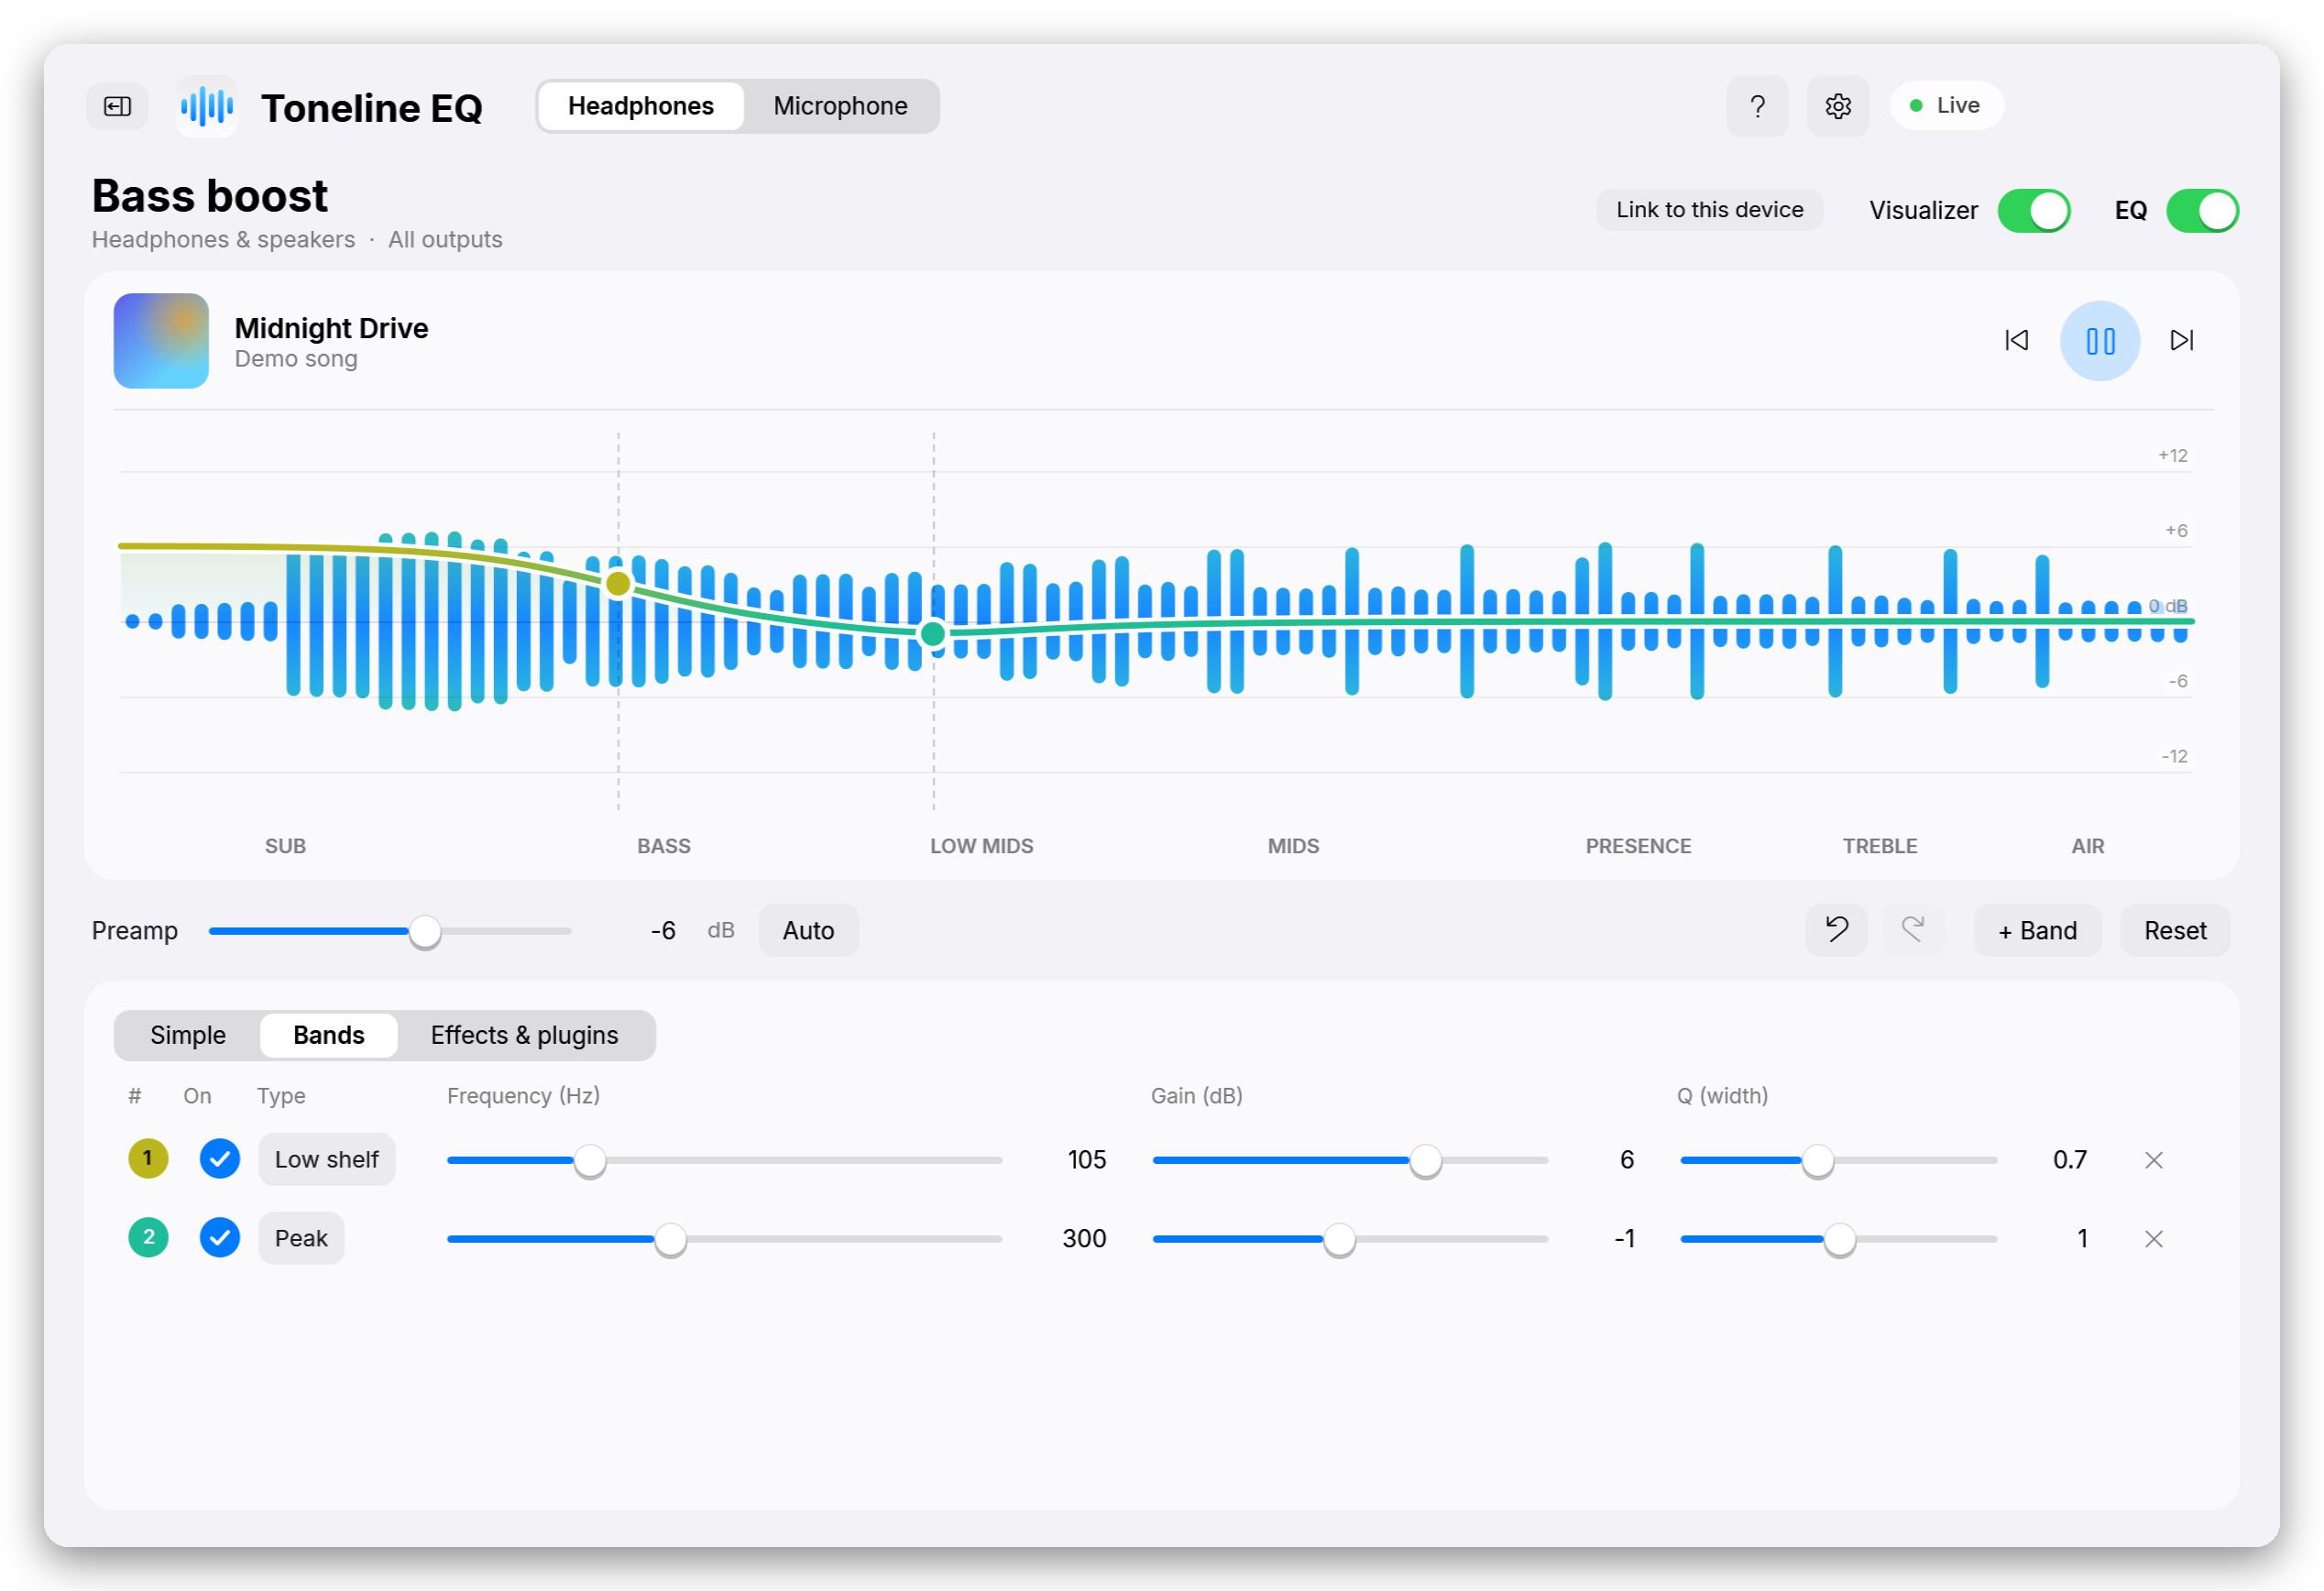 Toneline EQ Headphones Microphone ? Live
Bass boost
Headphones & speakers · All outputs
Link to this device Visualizer EQ
Midnight Drive
Demo song
+12
+6
0 dB
-6
-12
SUB BASS LOW MIDS MIDS PRESENCE TREBLE AIR
Preamp -6 dB Auto + Band Reset
Simple Bands Effects & plugins
# On Type Frequency (Hz) Gain (dB) Q (width)
1 Low shelf 105 6 0.7
2 Peak 300 -1 1